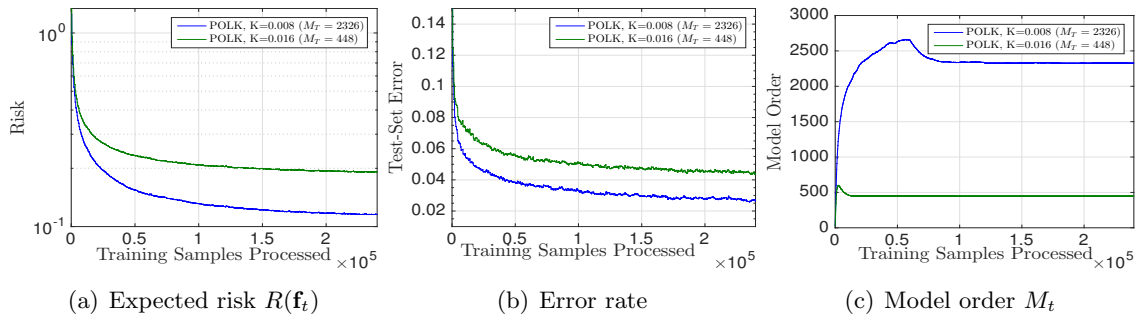 POLK, K=0.008 (M_T = 2326)
POLK, K=0.016 (M_T = 448)
10^0
10^-1
Risk
0
0.5
1
1.5
2
Training Samples Processed
×10^5
(a) Expected risk R(f_t)
POLK, K=0.008 (M_T = 2326)
POLK, K=0.016 (M_T = 448)
0.14
0.12
0.1
0.08
0.06
0.04
0.02
Test-Set Error
0
0.5
1
1.5
2
Training Samples Processed
×10^5
(b) Error rate
POLK, K=0.008 (M_T = 2326)
POLK, K=0.016 (M_T = 448)
3500
3000
2500
2000
1500
1000
500
0
Model Order
0
0.5
1
1.5
2
Training Samples Processed
×10^5
(c) Model order M_t